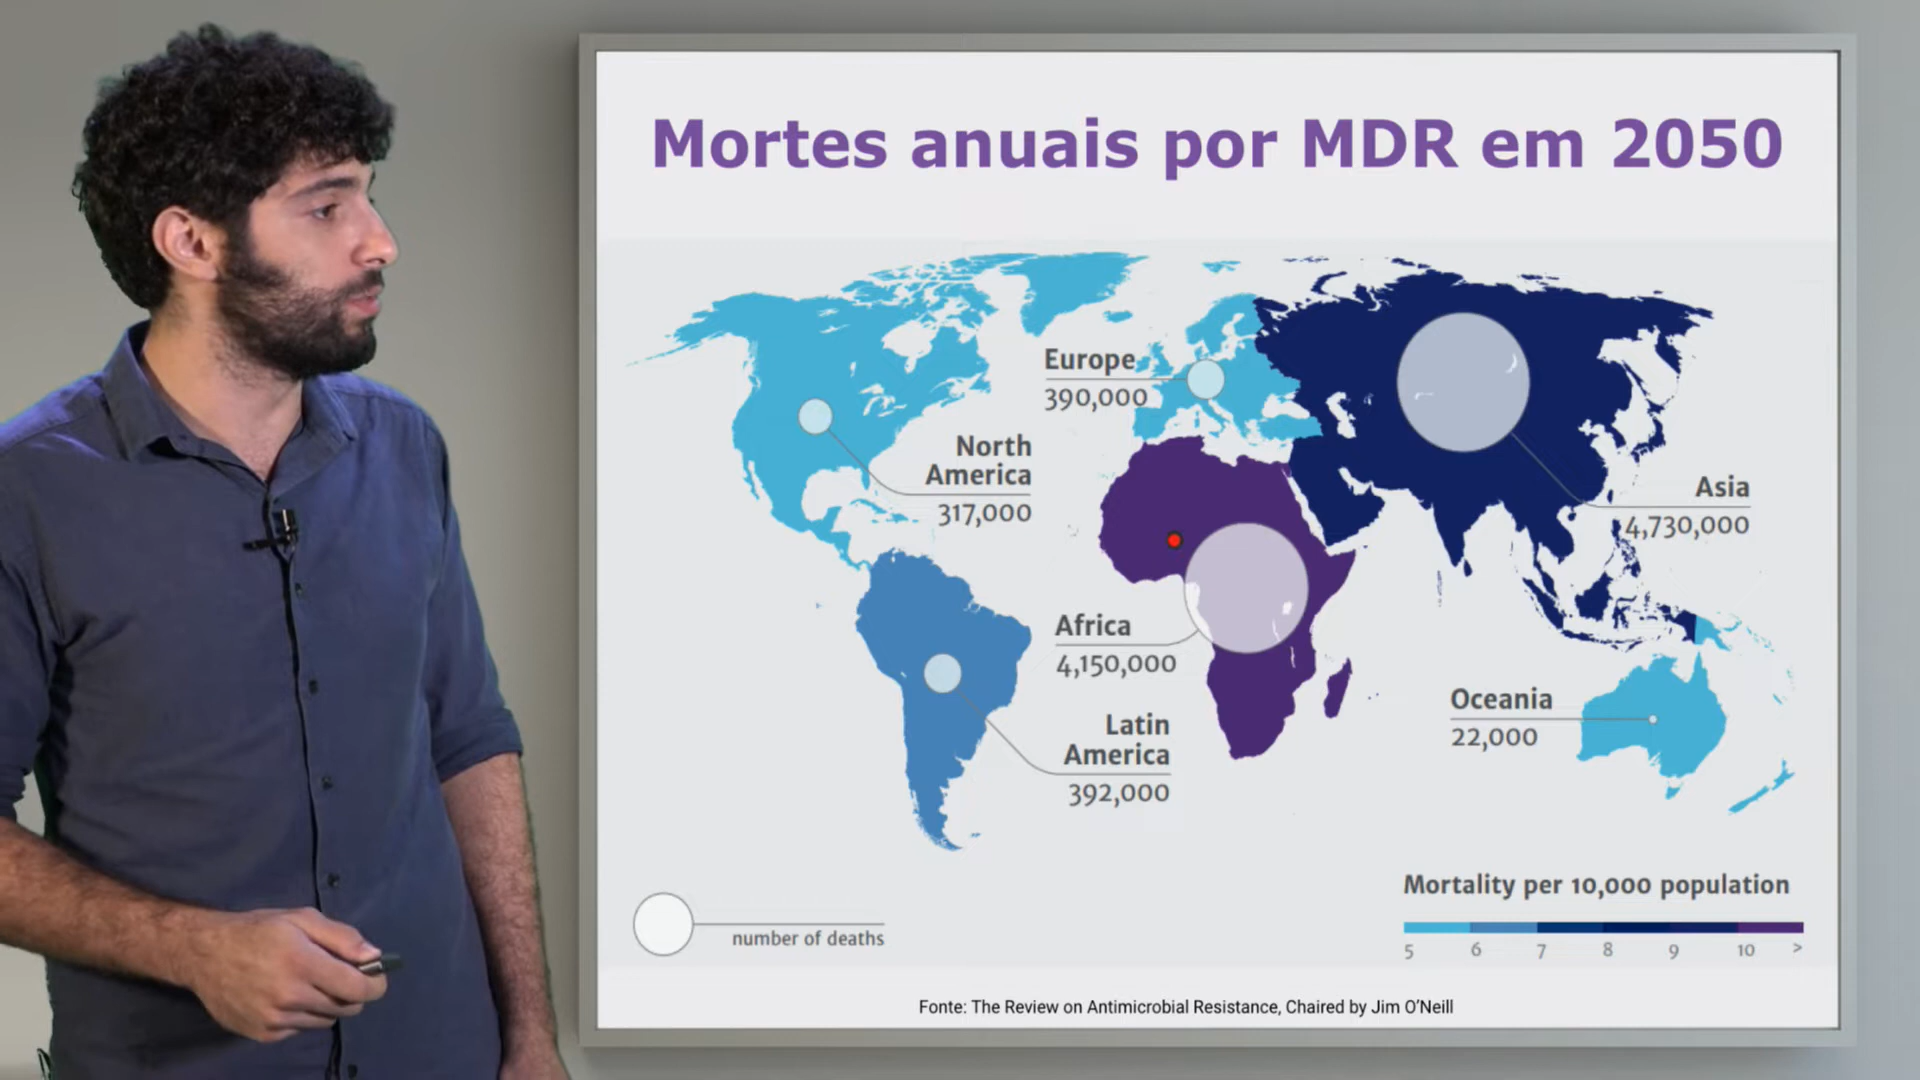 Mortes anuais por MDR em 2050
Europe
390,000
North
America
317,000
Asia
4,730,000
Africa
4,150,000
Latin
America
392,000
Oceania
22,000
Mortality per 10,000 population
5 6 7 8 9 10 >
number of deaths
Fonte: The Review on Antimicrobial Resistance, Chaired by Jim O’Neill